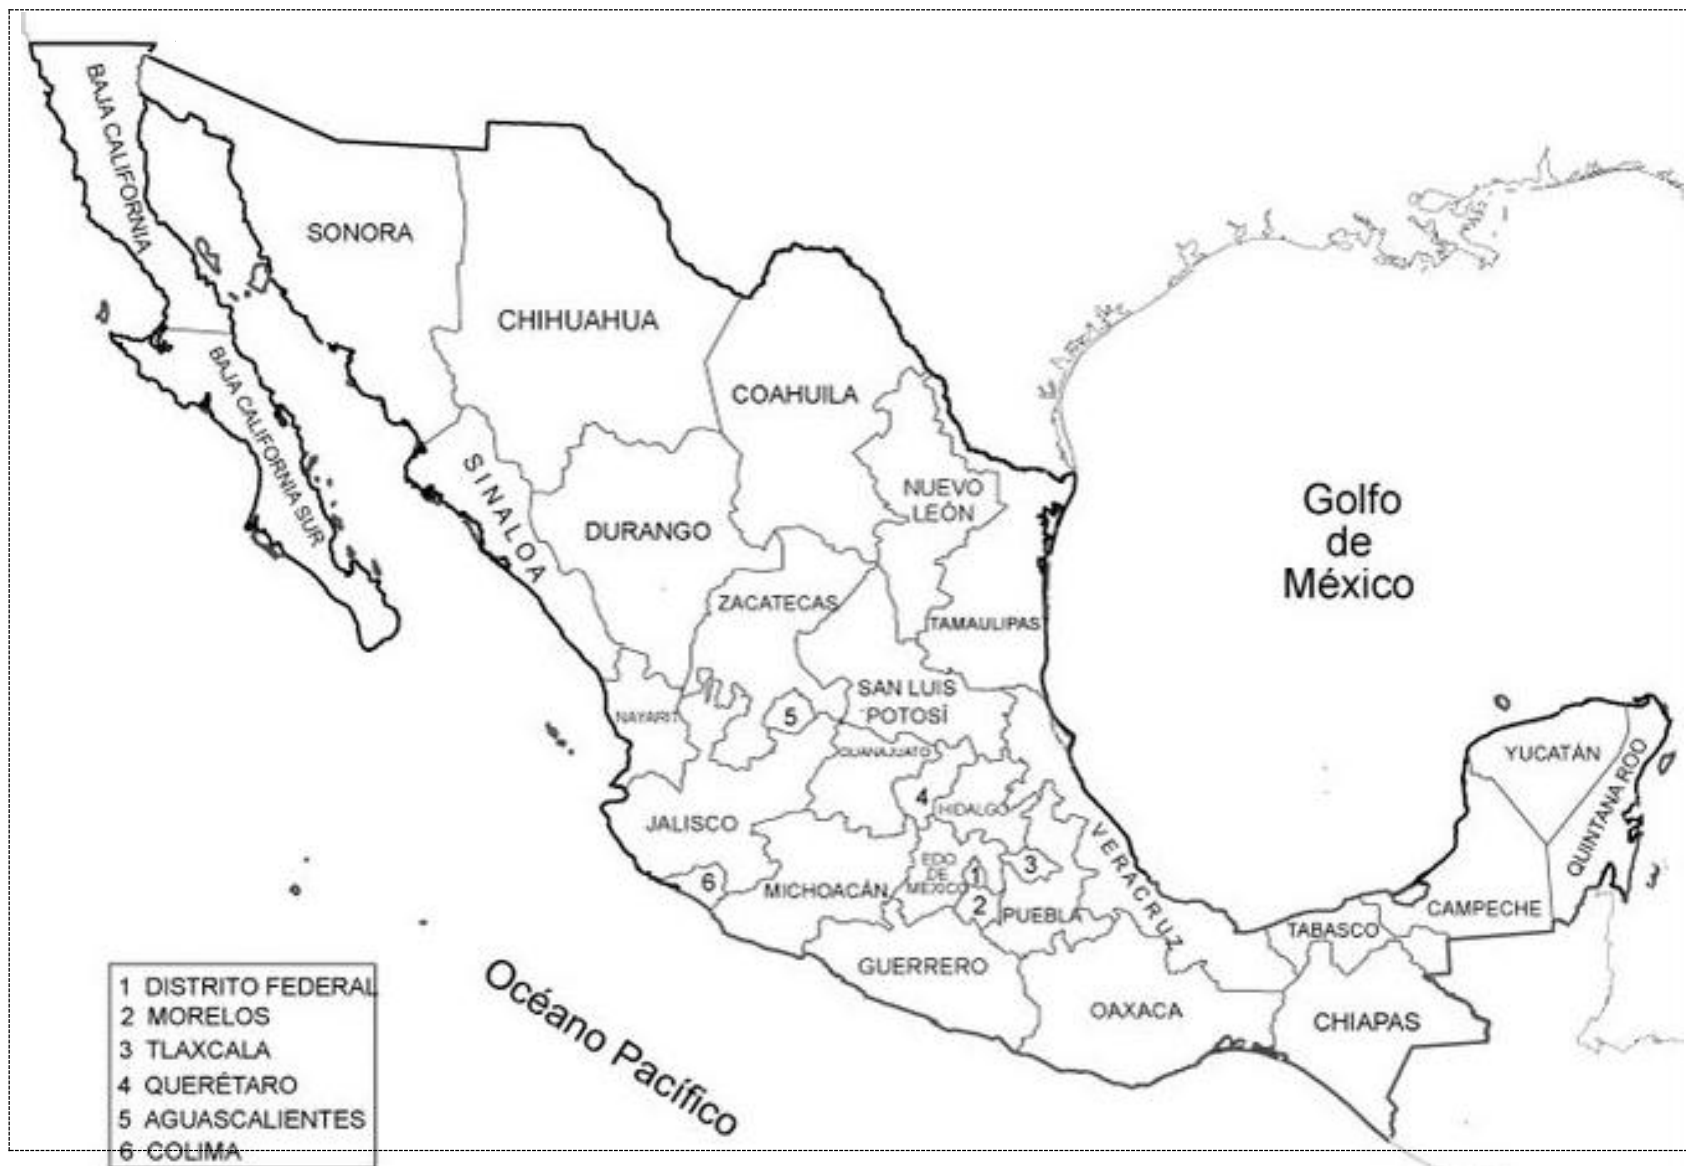 BAJA CALIFORNIA
SONORA
CHIHUAHUA
COAHUILA
BAJA CALIFORNIA SUR
SINALOA
NUEVO
LEÓN
DURANGO
ZACATECAS
TAMAULIPAS
Golfo
de
México
SAN LUIS
POTOSÍ
NAYARIT
5
GUANAJUATO
YUCATÁN
QUINTANA ROO
4
HIDALGO
JALISCO
VERACRUZ
EDO
DE
MEXICO
1
3
6
MICHOACÁN
2
PUEBLA
CAMPECHE
TABASCO
GUERRERO
OAXACA
CHIAPAS
Océano Pacífico
1 DISTRITO FEDERAL
2 MORELOS
3 TLAXCALA
4 QUERÉTARO
5 AGUASCALIENTES
6 COLIMA